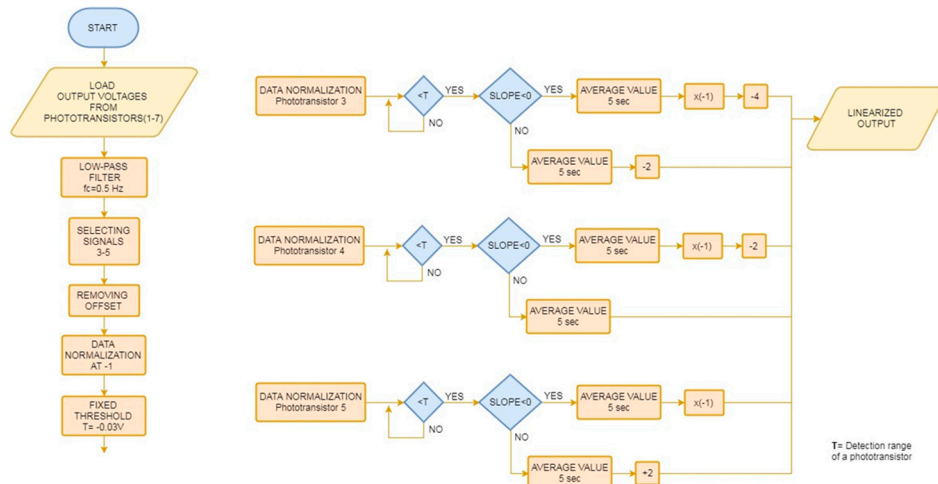 START
LOAD
OUTPUT VOLTAGES
FROM
PHOTOTRANSISTORS(1-7)
LOW-PASS
FILTER
fc=0.5 Hz
SELECTING
SIGNALS
3-5
REMOVING
OFFSET
DATA
NORMALIZATION
AT -1
FIXED
THRESHOLD
T= -0.03V
DATA NORMALIZATION
Phototransistor 3
<T
YES
NO
SLOPE<0
YES
NO
AVERAGE VALUE
5 sec
x(-1)
-4
AVERAGE VALUE
5 sec
-2
DATA NORMALIZATION
Phototransistor 4
<T
YES
NO
SLOPE<0
YES
NO
AVERAGE VALUE
5 sec
x(-1)
-2
AVERAGE VALUE
5 sec
DATA NORMALIZATION
Phototransistor 5
<T
YES
NO
SLOPE<0
YES
NO
AVERAGE VALUE
5 sec
x(-1)
AVERAGE VALUE
5 sec
+2
LINEARIZED
OUTPUT
T= Detection range
of a phototransistor